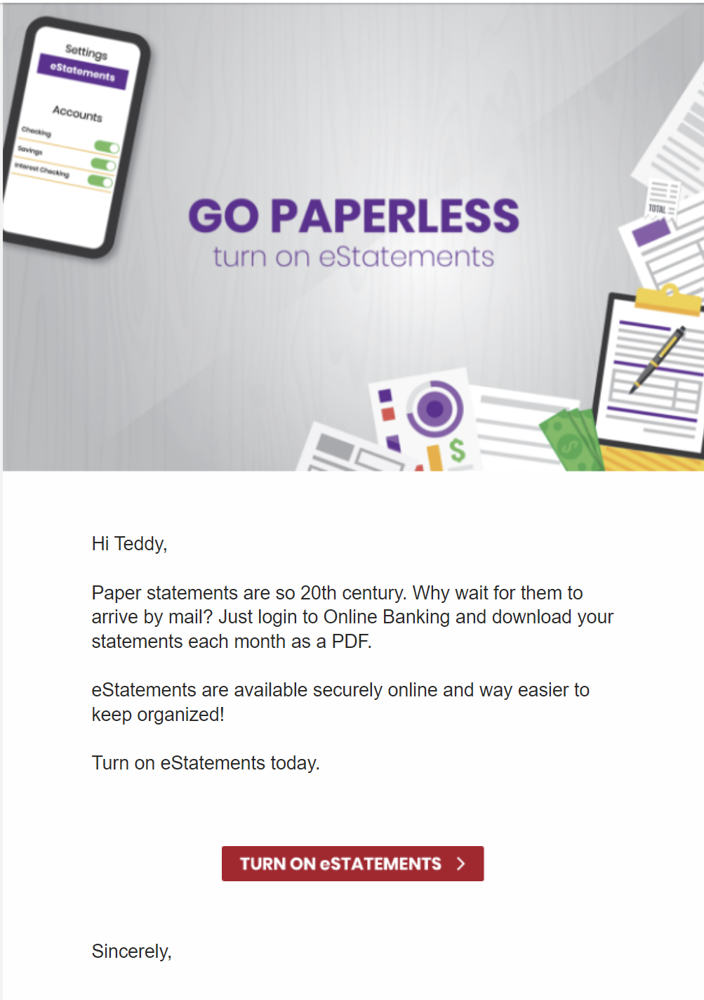 Settings
eStatements
Accounts
Checking
Savings
Interest Checking
GO PAPERLESS
turn on eStatements
TOTAL
$
Hi Teddy,
Paper statements are so 20th century. Why wait for them to
arrive by mail? Just login to Online Banking and download your
statements each month as a PDF.
eStatements are available securely online and way easier to
keep organized!
Turn on eStatements today.
TURN ON eSTATEMENTS
Sincerely,